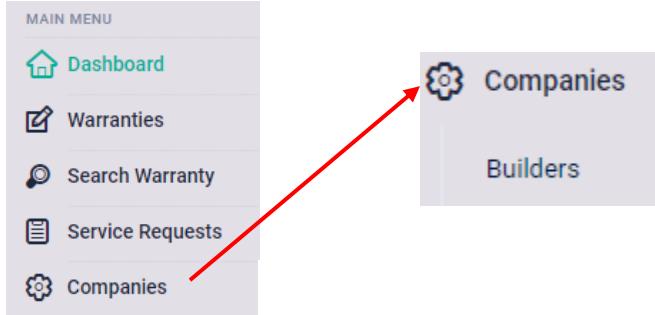 MAIN MENU
Dashboard
Warranties
Search Warranty
Service Requests
Companies
Companies
Builders